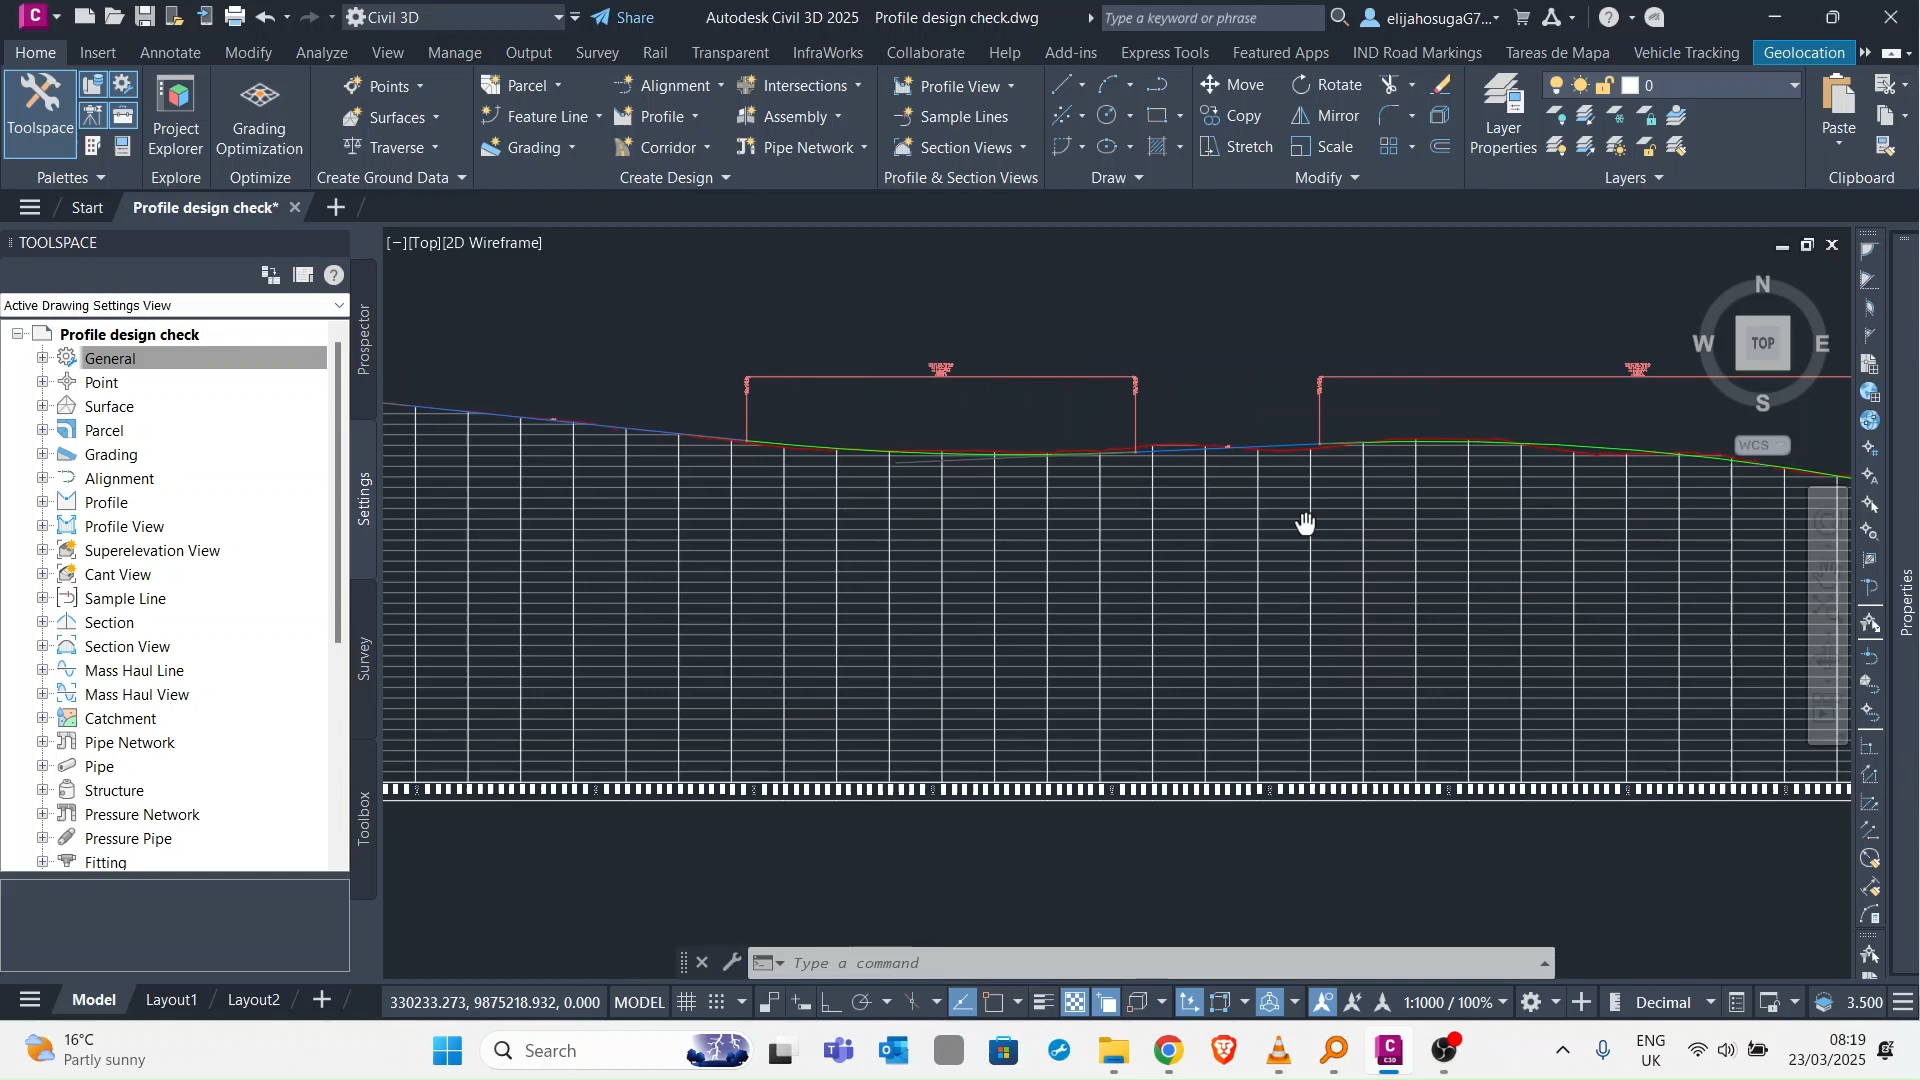 C
Civil 3D
Share
Autodesk Civil 3D 2025 Profile design check.dwg
Type a keyword or phrase
elijahosugaG7...
Home Insert Annotate Modify Analyze View Manage Output Survey Rail Transparent InfraWorks Collaborate Help Add-ins Express Tools Featured Apps IND Road Markings Tareas de Mapa Vehicle Tracking Geolocation
Toolspace
Project Explorer
Grading Optimization
Points
Surfaces
Traverse
Parcel
Feature Line
Grading
Alignment
Profile
Corridor
Intersections
Assembly
Pipe Network
Profile View
Sample Lines
Section Views
Move
Copy
Stretch
Rotate
Mirror
Scale
Layer Properties
0
Paste
Palettes
Explore
Optimize
Create Ground Data
Create Design
Profile & Section Views
Draw
Modify
Layers
Clipboard
Start
Profile design check*
TOOLSPACE
Active Drawing Settings View
Profile design check
General
Point
Surface
Parcel
Grading
Alignment
Profile
Profile View
Superelevation View
Cant View
Sample Line
Section
Section View
Mass Haul Line
Mass Haul View
Catchment
Pipe Network
Pipe
Structure
Pressure Network
Pressure Pipe
Fitting
Prospector
Settings
Survey
Toolbox
[−][Top][2D Wireframe]
N
W
TOP
E
S
WCS
Properties
Type a command
Model
Layout1
Layout2
330233.273, 9875218.932, 0.000
MODEL
1:1000 / 100%
Decimal
3.500
16°C
Partly sunny
Search
C3D
ENG
UK
08:19
23/03/2025